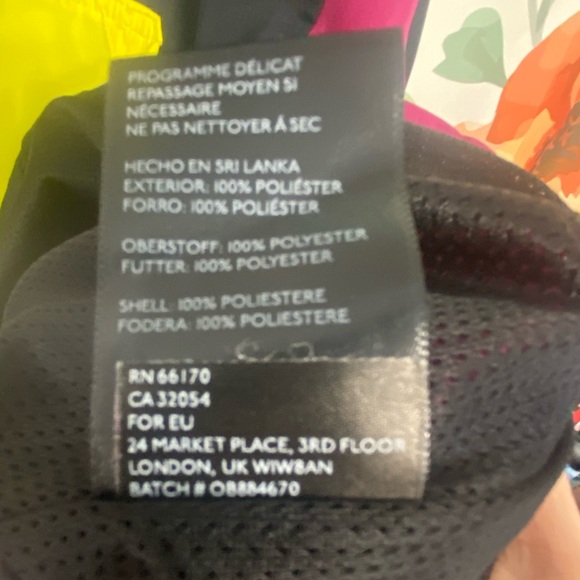 PROGRAMME DÉLICAT
REPASSAGE MOYEN SI
NÉCESSAIRE
NE PAS NETTOYER À SEC
HECHO EN SRI LANKA
EXTERIOR: 100% POLIÉSTER
FORRO: 100% POLIÉSTER
OBERSTOFF: 100% POLYESTER
FUTTER: 100% POLYESTER
SHELL: 100% POLIESTERE
FODERA: 100% POLIESTERE
RN 66170
CA 32054
FOR EU
24 MARKET PLACE, 3RD FLOOR
LONDON, UK W1W8AN
BATCH # OB884670